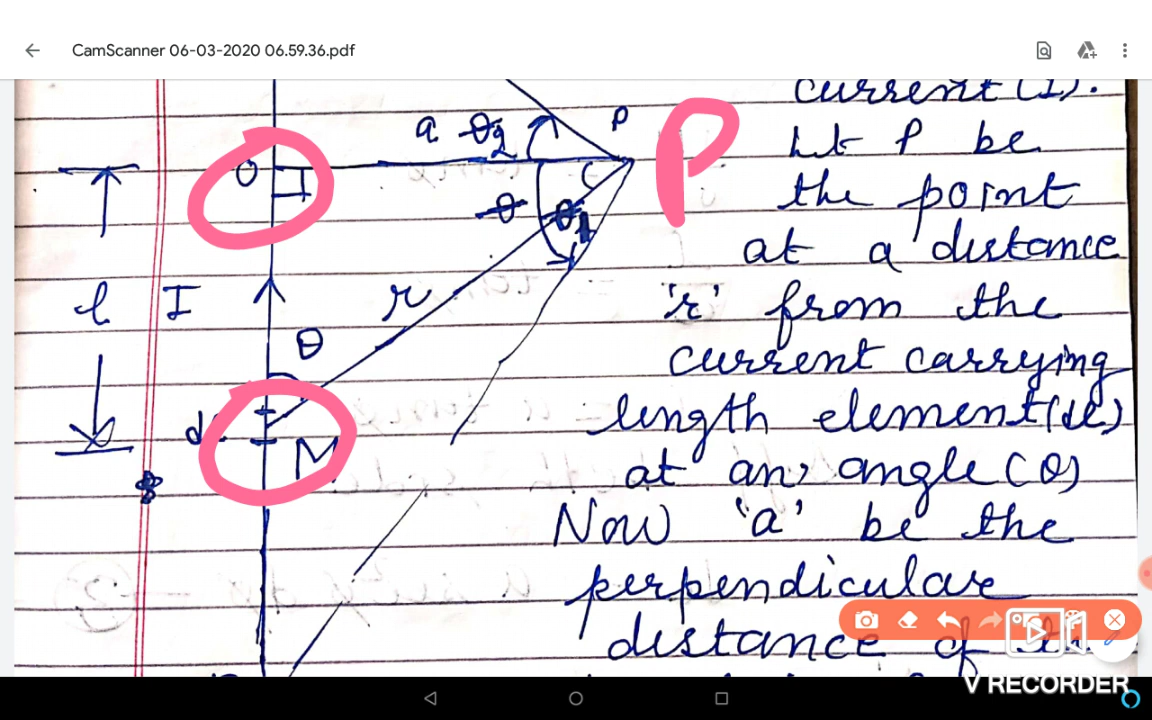 CamScanner 06-03-2020 06.59.36.pdf
current (I).
a θ2 P P
Let P be
O
the point
θ θ1
at a distance
l I r
'r' from the
θ
current carrying
length element (dl)
M
at an angle (θ)
Now 'a' be the
perpendicular
distance of
V RECORDER